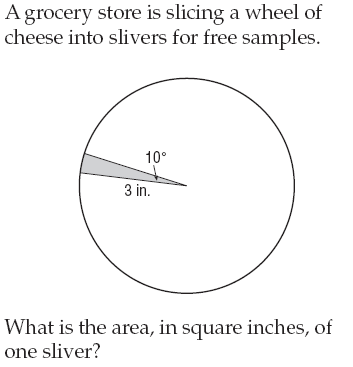 A grocery store is slicing a wheel of
cheese into slivers for free samples.
10°
3 in.
What is the area, in square inches, of
one sliver?